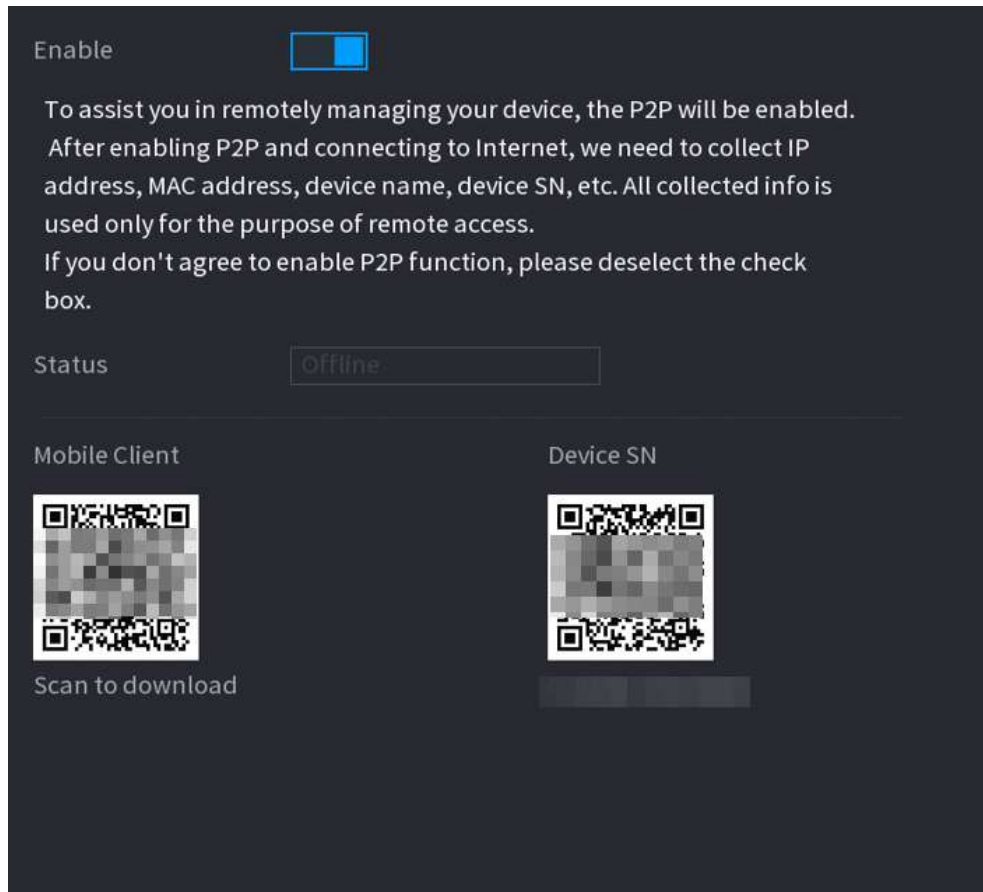 Enable
To assist you in remotely managing your device, the P2P will be enabled.
After enabling P2P and connecting to Internet, we need to collect IP
address, MAC address, device name, device SN, etc. All collected info is
used only for the purpose of remote access.
If you don't agree to enable P2P function, please deselect the check
box.
Status
Offline
Mobile Client
Device SN
Scan to download